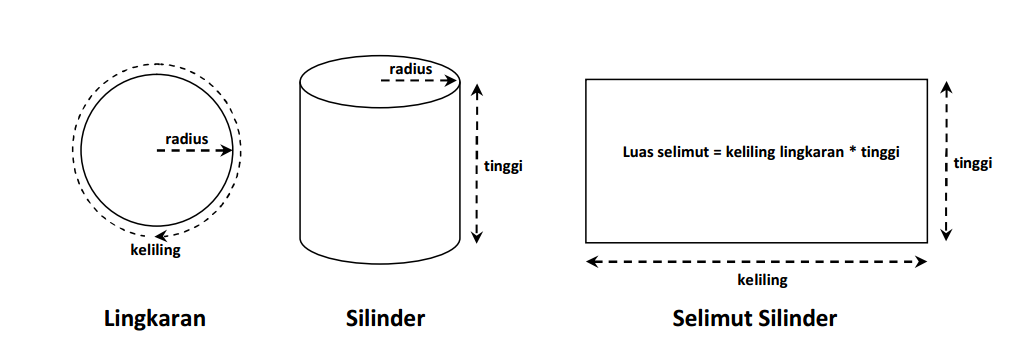 radius
keliling
Lingkaran
radius
tinggi
Silinder
Luas selimut = keliling lingkaran * tinggi
tinggi
keliling
Selimut Silinder